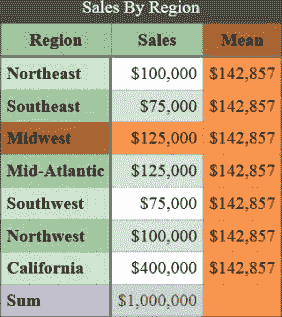 Sales By Region
Region Sales Mean
Northeast $100,000 $142,857
Southeast $75,000 $142,857
Midwest $125,000 $142,857
Mid-Atlantic $125,000 $142,857
Southwest $75,000 $142,857
Northwest $100,000 $142,857
California $400,000 $142,857
Sum $1,000,000